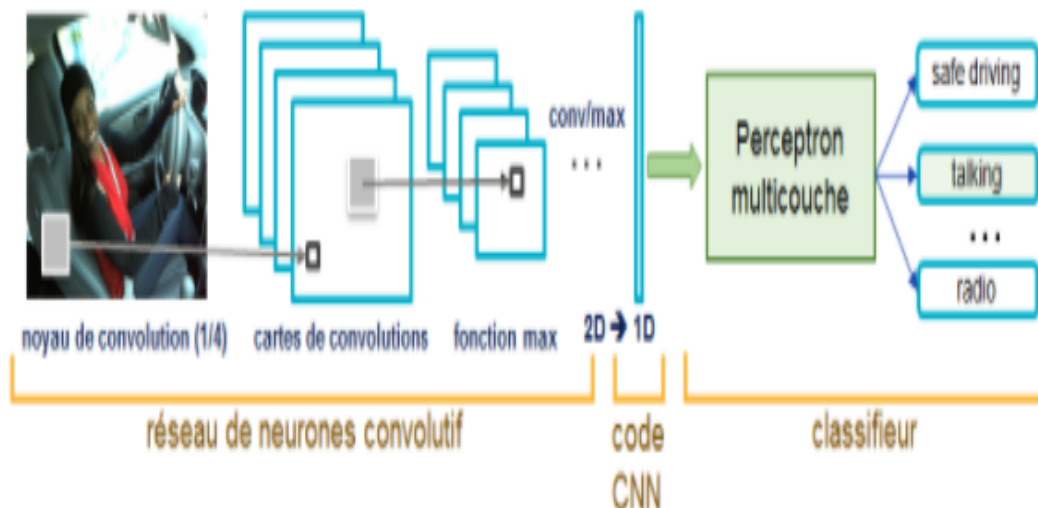 conv/max
...
Perceptron
multicouche
safe driving
talking
...
radio
noyau de convolution (1/4)
cartes de convolutions
fonction max
2D ➔ 1D
réseau de neurones convolutif
code
CNN
classifieur